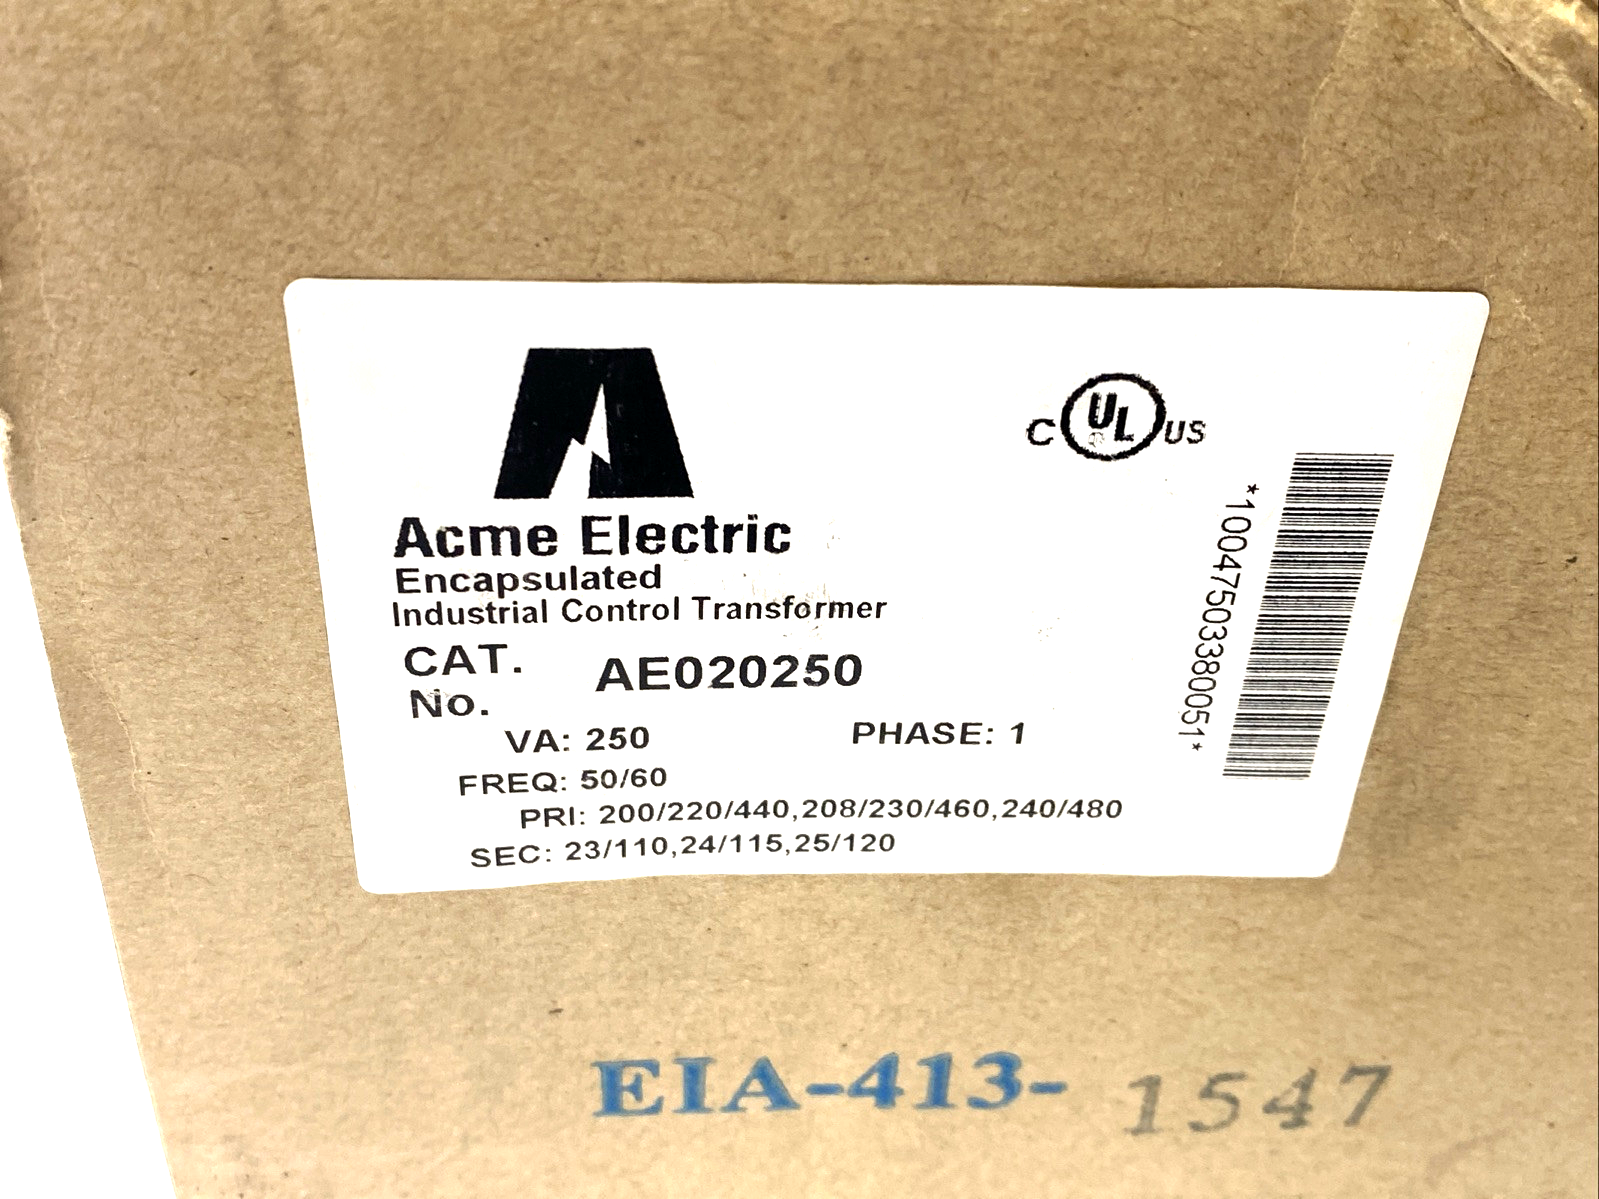 C UL US
Acme Electric
Encapsulated
Industrial Control Transformer
CAT. No. AE020250
VA: 250 PHASE: 1
FREQ: 50/60
PRI: 200/220/440,208/230/460,240/480
SEC: 23/110,24/115,25/120
*10047503380051*
EIA-413- 1547